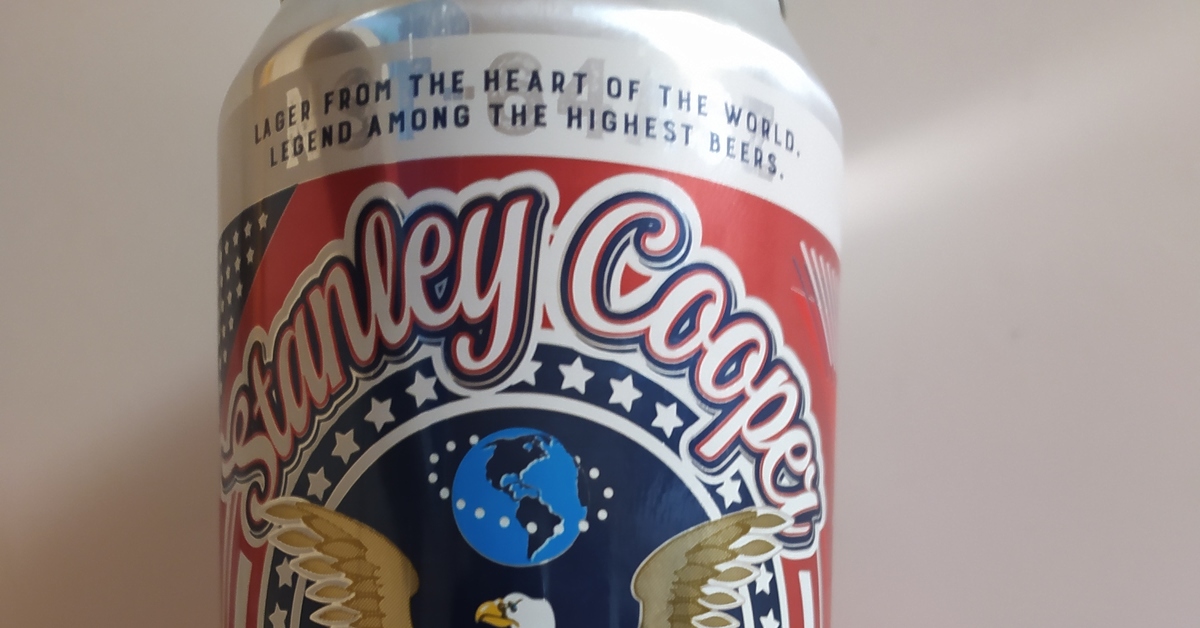 LAGER FROM THE HEART OF THE WORLD.
LEGEND AMONG THE HIGHEST BEERS.
Stanley Cooper